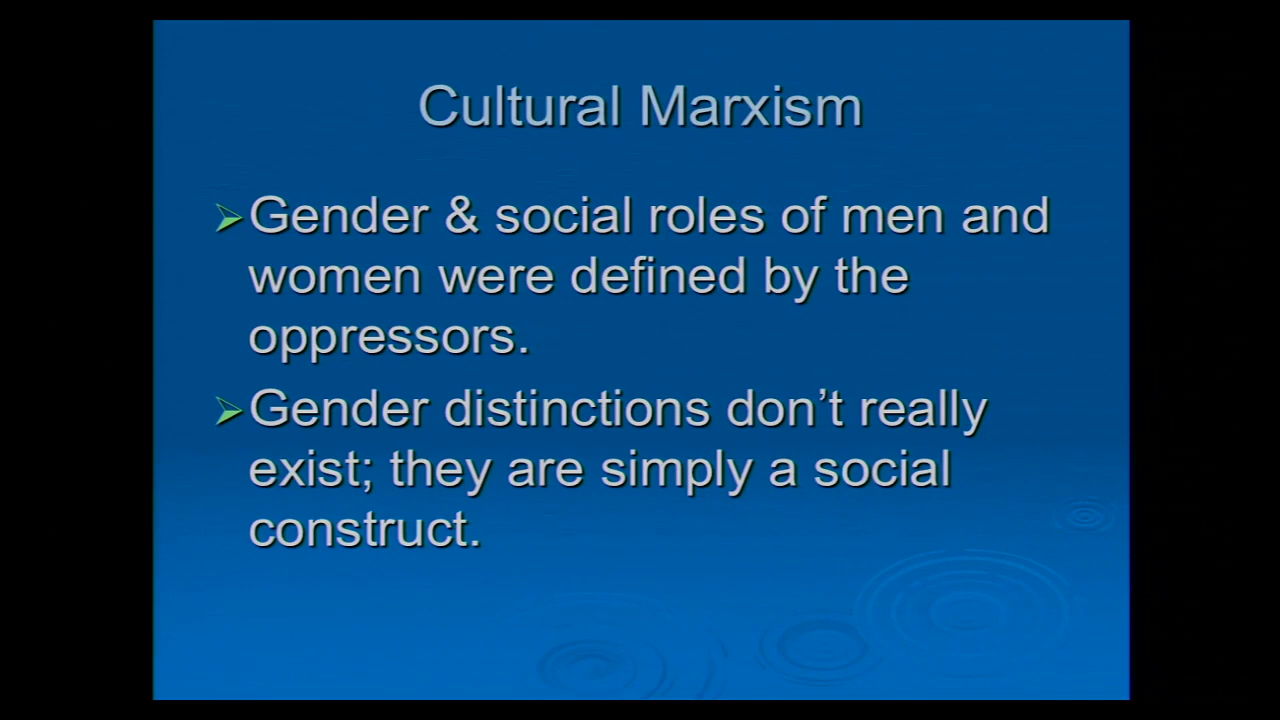 Cultural Marxism
Gender & social roles of men and
women were defined by the
oppressors.
Gender distinctions don’t really
exist; they are simply a social
construct.